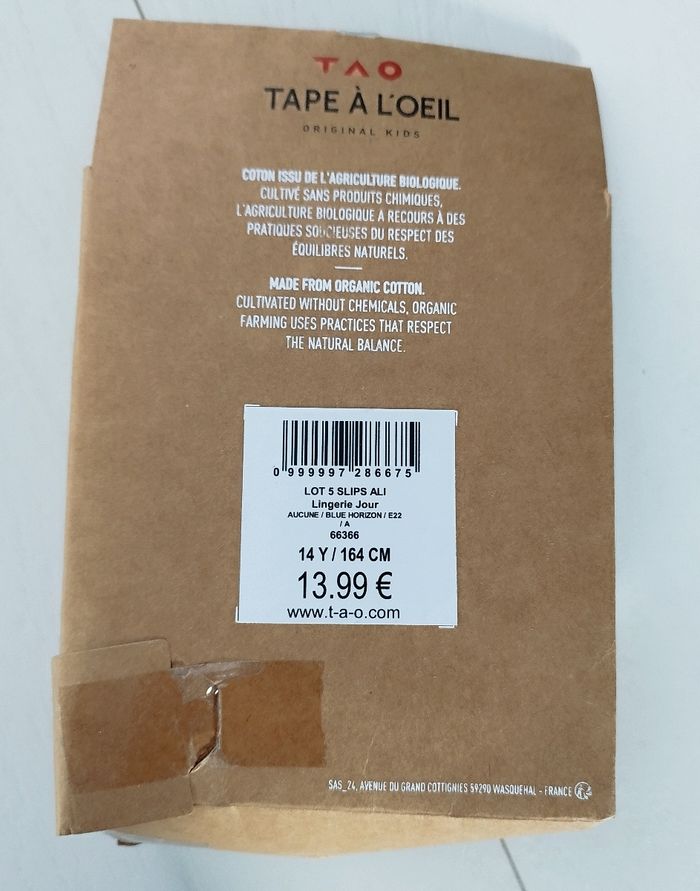 TAO
TAPE À L'OEIL
ORIGINAL KIDS
COTON ISSU DE L'AGRICULTURE BIOLOGIQUE.
CULTIVÉ SANS PRODUITS CHIMIQUES,
L'AGRICULTURE BIOLOGIQUE A RECOURS À DES
PRATIQUES SOUCIEUSES DU RESPECT DES
ÉQUILIBRES NATURELS.
MADE FROM ORGANIC COTTON.
CULTIVATED WITHOUT CHEMICALS, ORGANIC
FARMING USES PRACTICES THAT RESPECT
THE NATURAL BALANCE.
0 999997 286675
LOT 5 SLIPS ALI
Lingerie Jour
AUCUNE / BLUE HORIZON / E22
/ A
66366
14 Y / 164 CM
13.99 €
www.t-a-o.com
SAS_24, AVENUE DU GRAND COTTIGNIES 59290 WASQUEHAL - FRANCE